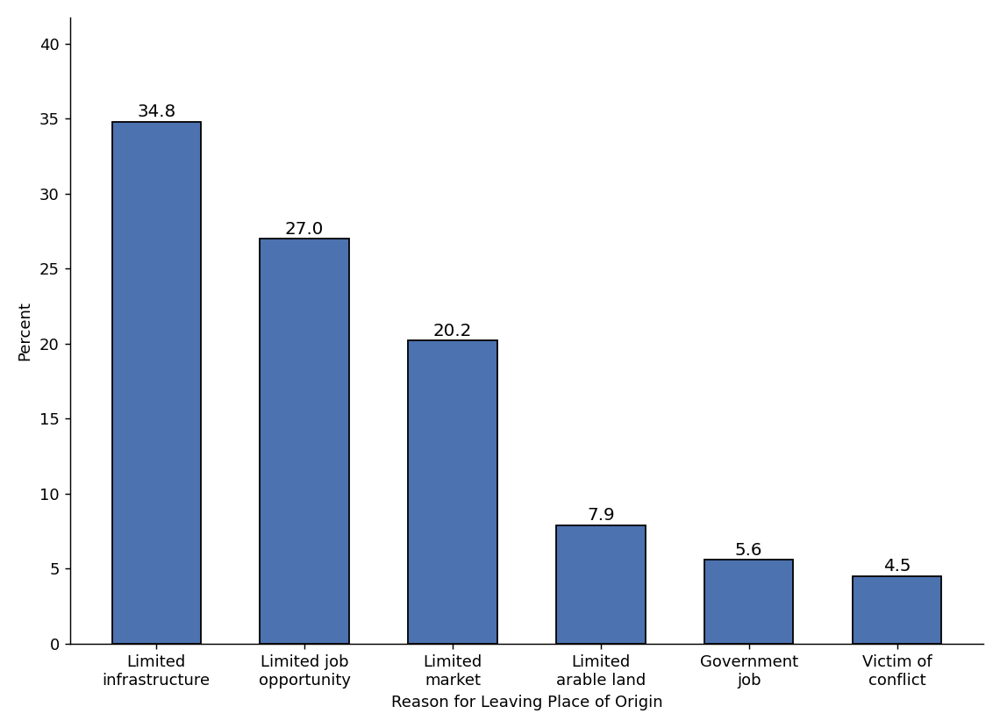 40
35
30
25
20
15
10
5
0
Percent
34.8
27.0
20.2
7.9
5.6
4.5
Limited
infrastructure
Limited job
opportunity
Limited
market
Limited
arable land
Government
job
Victim of
conflict
Reason for Leaving Place of Origin